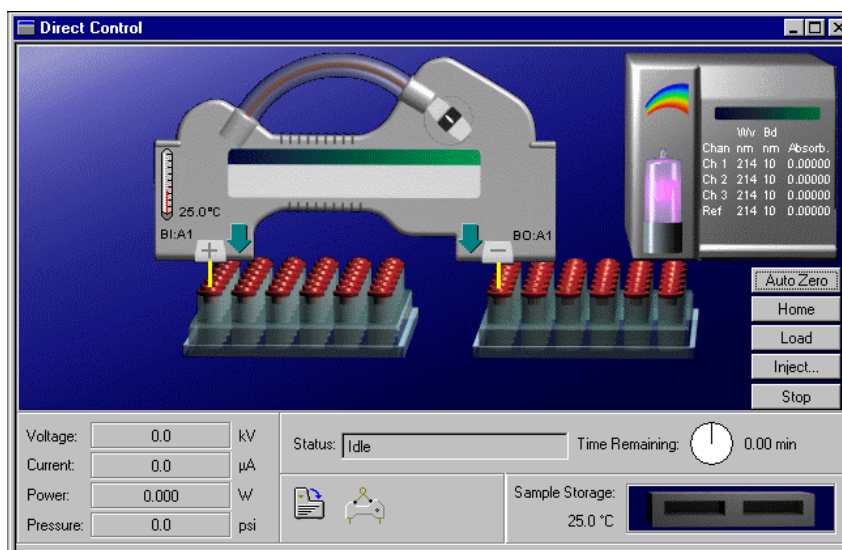 Direct Control
Wv Bd
Chan nm nm Absorb.
Ch 1 214 10 0.00000
Ch 2 214 10 0.00000
Ch 3 214 10 0.00000
Ref 214 10 0.00000
25.0°C
BI:A1
BO:A1
+
−
Auto Zero
Home
Load
Inject...
Stop
Voltage: 0.0 kV
Current: 0.0 µA
Power: 0.000 W
Pressure: 0.0 psi
Status: Idle
Time Remaining: 0.00 min
Sample Storage:
25.0 °C